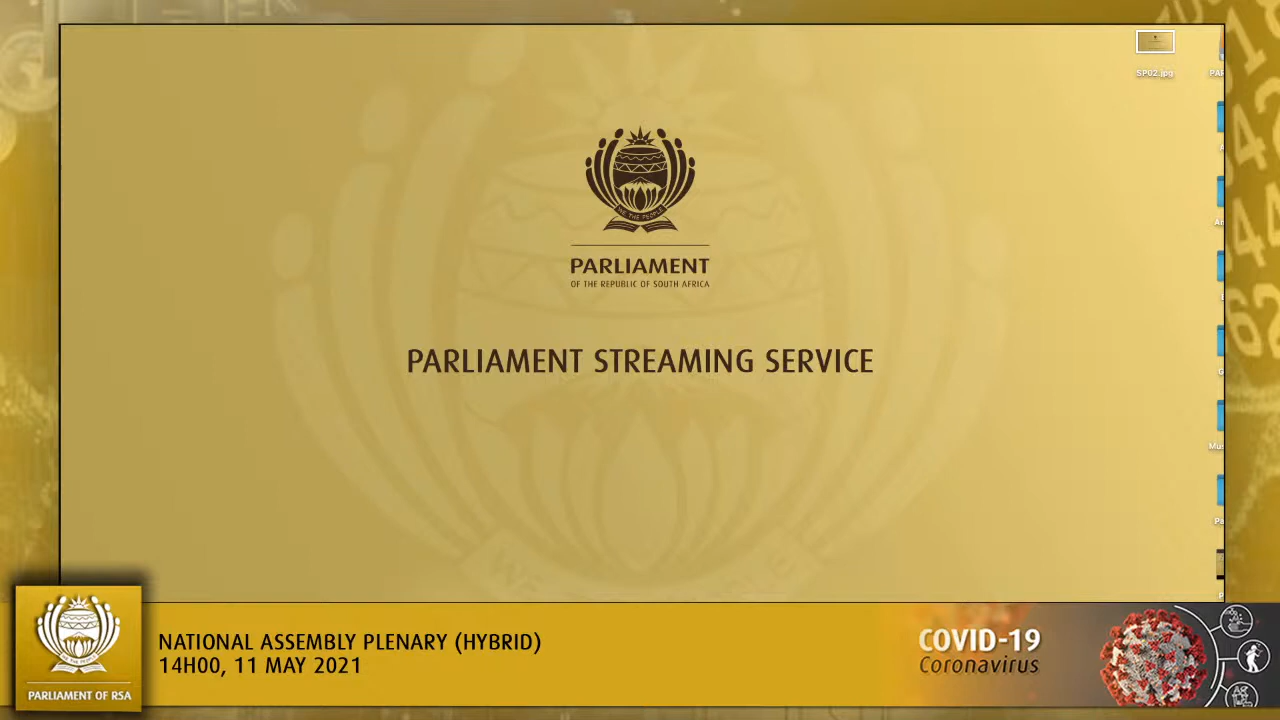 SP02.jpg
WE THE PEOPLE
PARLIAMENT
OF THE REPUBLIC OF SOUTH AFRICA
PARLIAMENT STREAMING SERVICE
NATIONAL ASSEMBLY PLENARY (HYBRID)
14H00, 11 MAY 2021
PARLIAMENT OF RSA
COVID-19
Coronavirus